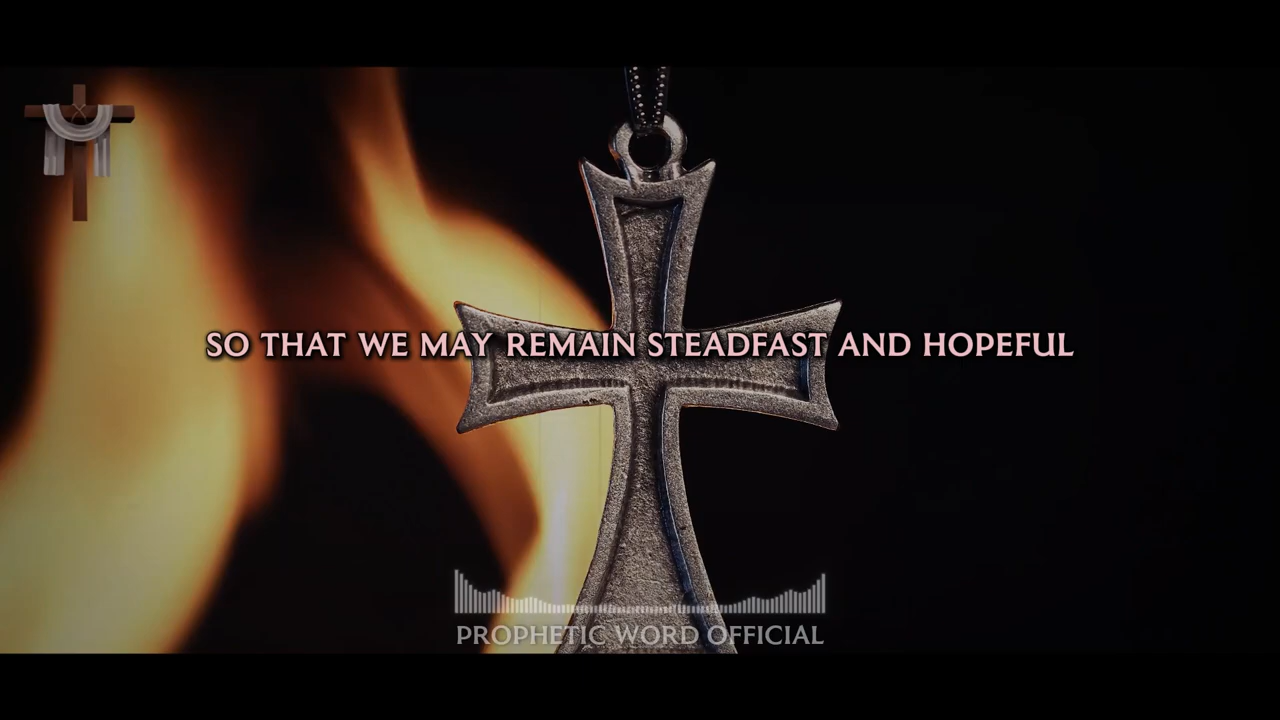 SO THAT WE MAY REMAIN STEADFAST AND HOPEFUL
PROPHETIC WORD OFFICIAL